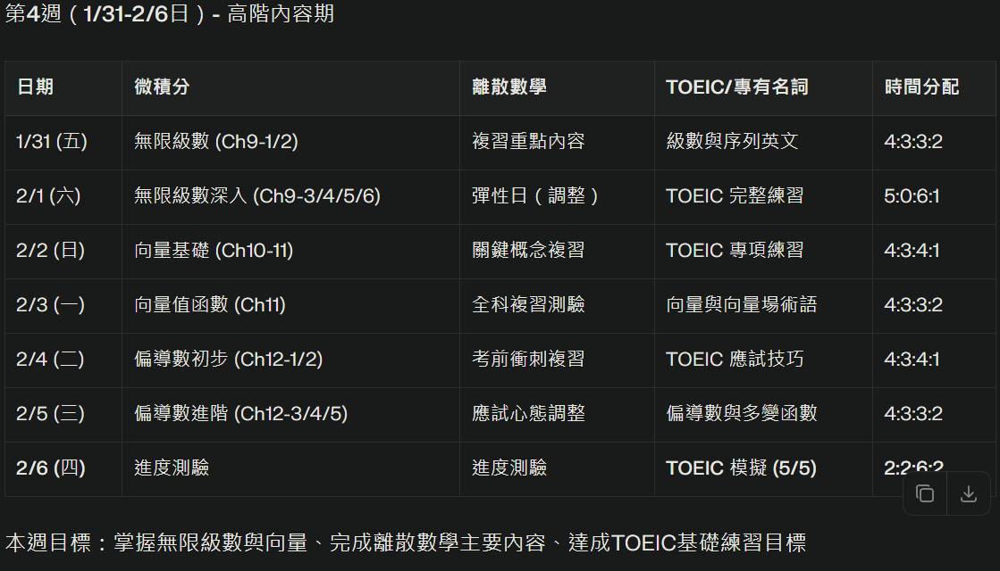 第4週（1/31-2/6日）- 高階內容期
日期 微積分 離散數學 TOEIC/專有名詞 時間分配
1/31 (五) 無限級數 (Ch9-1/2) 複習重點內容 級數與序列英文 4:3:3:2
2/1 (六) 無限級數深入 (Ch9-3/4/5/6) 彈性日（調整） TOEIC 完整練習 5:0:6:1
2/2 (日) 向量基礎 (Ch10-11) 關鍵概念複習 TOEIC 專項練習 4:3:4:1
2/3 (一) 向量值函數 (Ch11) 全科複習測驗 向量與向量場術語 4:3:3:2
2/4 (二) 偏導數初步 (Ch12-1/2) 考前衝刺複習 TOEIC 應試技巧 4:3:4:1
2/5 (三) 偏導數進階 (Ch12-3/4/5) 應試心態調整 偏導數與多變函數 4:3:3:2
2/6 (四) 進度測驗 進度測驗 TOEIC 模擬 (5/5) 2:2:6:2
本週目標：掌握無限級數與向量、完成離散數學主要內容、達成TOEIC基礎練習目標